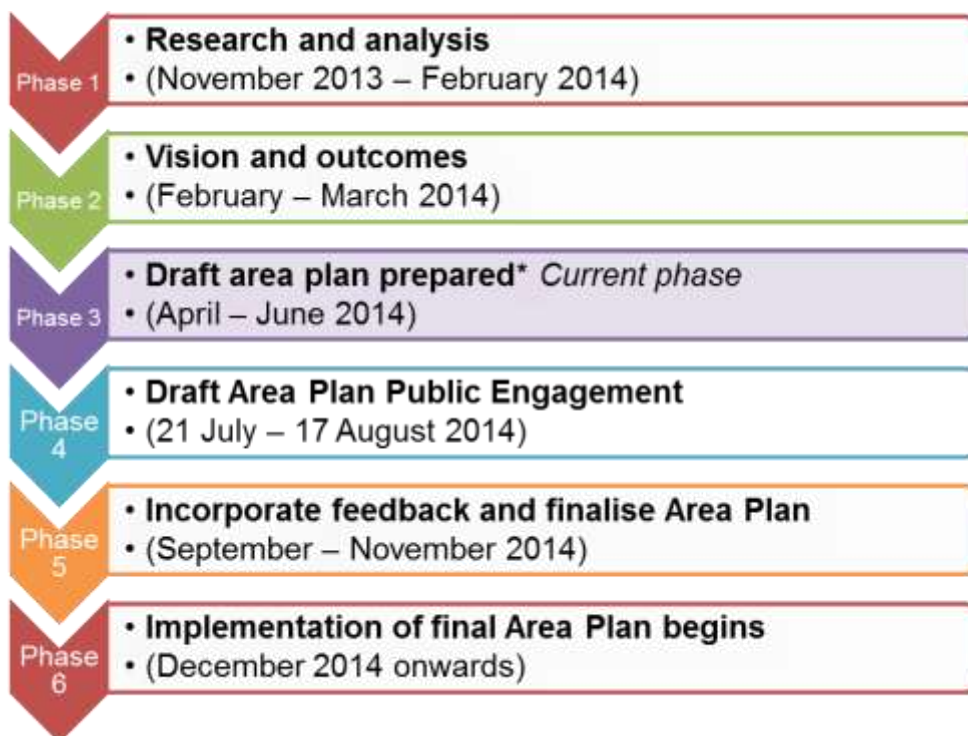 Phase 1
• Research and analysis
• (November 2013 – February 2014)
Phase 2
• Vision and outcomes
• (February – March 2014)
Phase 3
• Draft area plan prepared* Current phase
• (April – June 2014)
Phase
4
• Draft Area Plan Public Engagement
• (21 July – 17 August 2014)
Phase
5
• Incorporate feedback and finalise Area Plan
• (September – November 2014)
Phase
6
• Implementation of final Area Plan begins
• (December 2014 onwards)